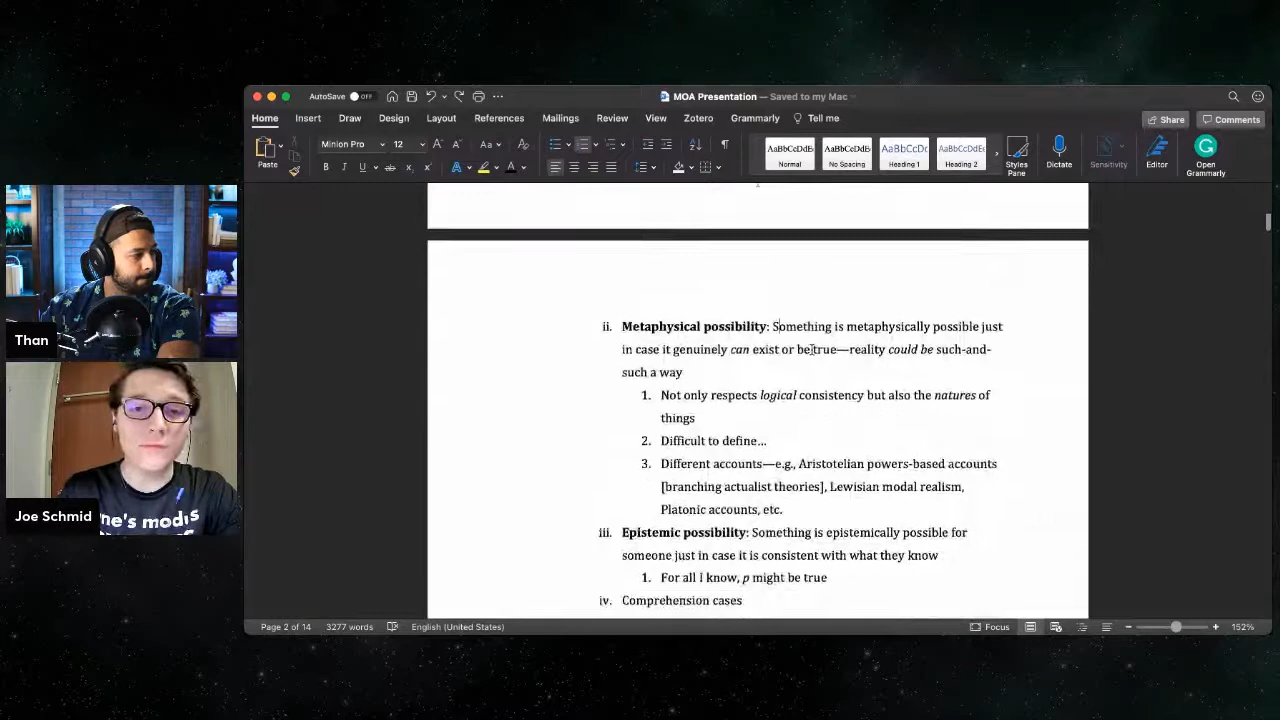 AutoSave OFF
MOA Presentation — Saved to my Mac
Home Insert Draw Design Layout References Mailings Review View Zotero Grammarly Tell me
Share Comments
Paste
Minion Pro 12
AaBbCcDdE AaBbCcDdE AaBbCcDc AaBbCcDdE
Normal No Spacing Heading 1 Heading 2
Styles Pane
Dictate
Sensitivity
Editor
Open Grammarly
ii. Metaphysical possibility: Something is metaphysically possible just
in case it genuinely can exist or be true—reality could be such-and-
such a way
1. Not only respects logical consistency but also the natures of
things
2. Difficult to define…
3. Different accounts—e.g., Aristotelian powers-based accounts
[branching actualist theories], Lewisian modal realism,
Platonic accounts, etc.
iii. Epistemic possibility: Something is epistemically possible for
someone just in case it is consistent with what they know
1. For all I know, p might be true
iv. Comprehension cases
Page 2 of 14 3277 words English (United States) Focus 152%
Than
Joe Schmid